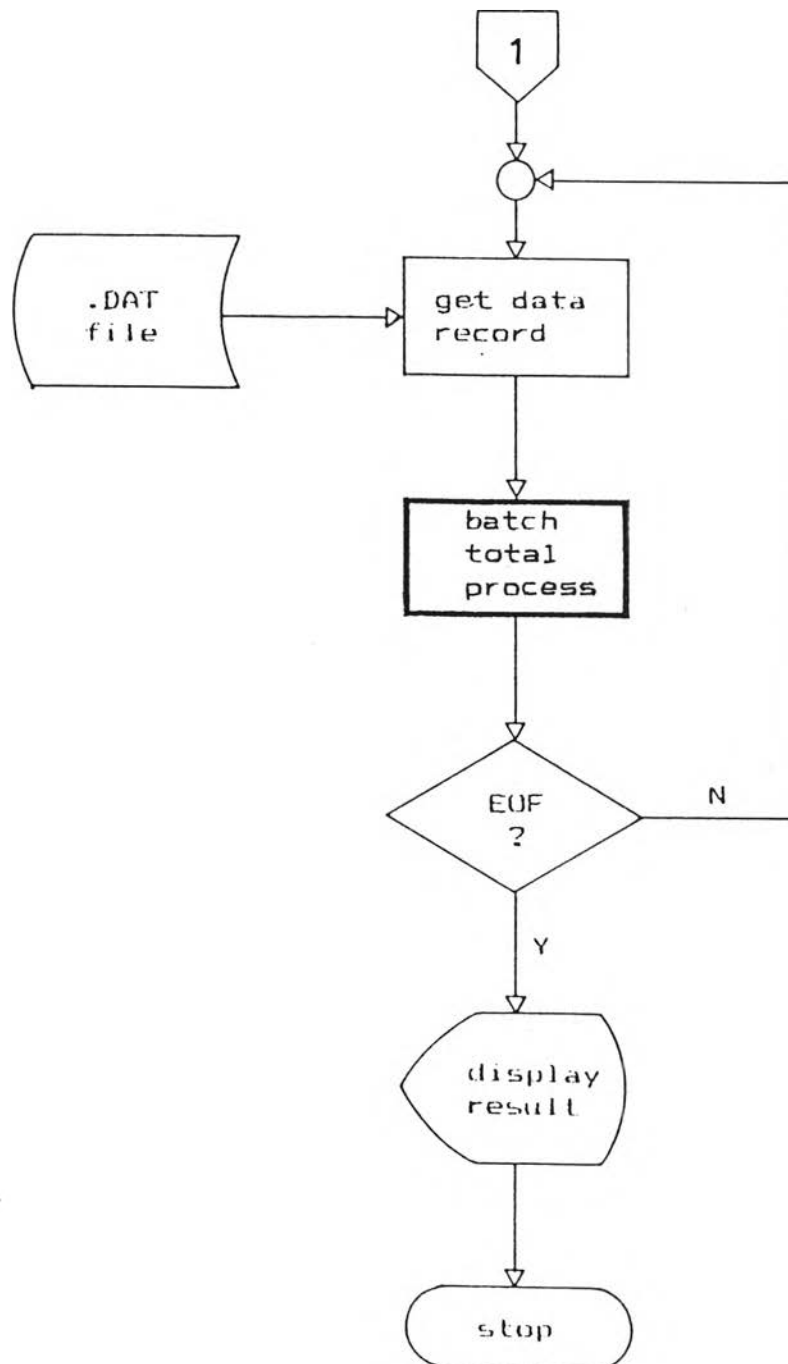 1
.DAT
file
get data
record
batch
total
process
EOF
?
N
Y
display
result
stop